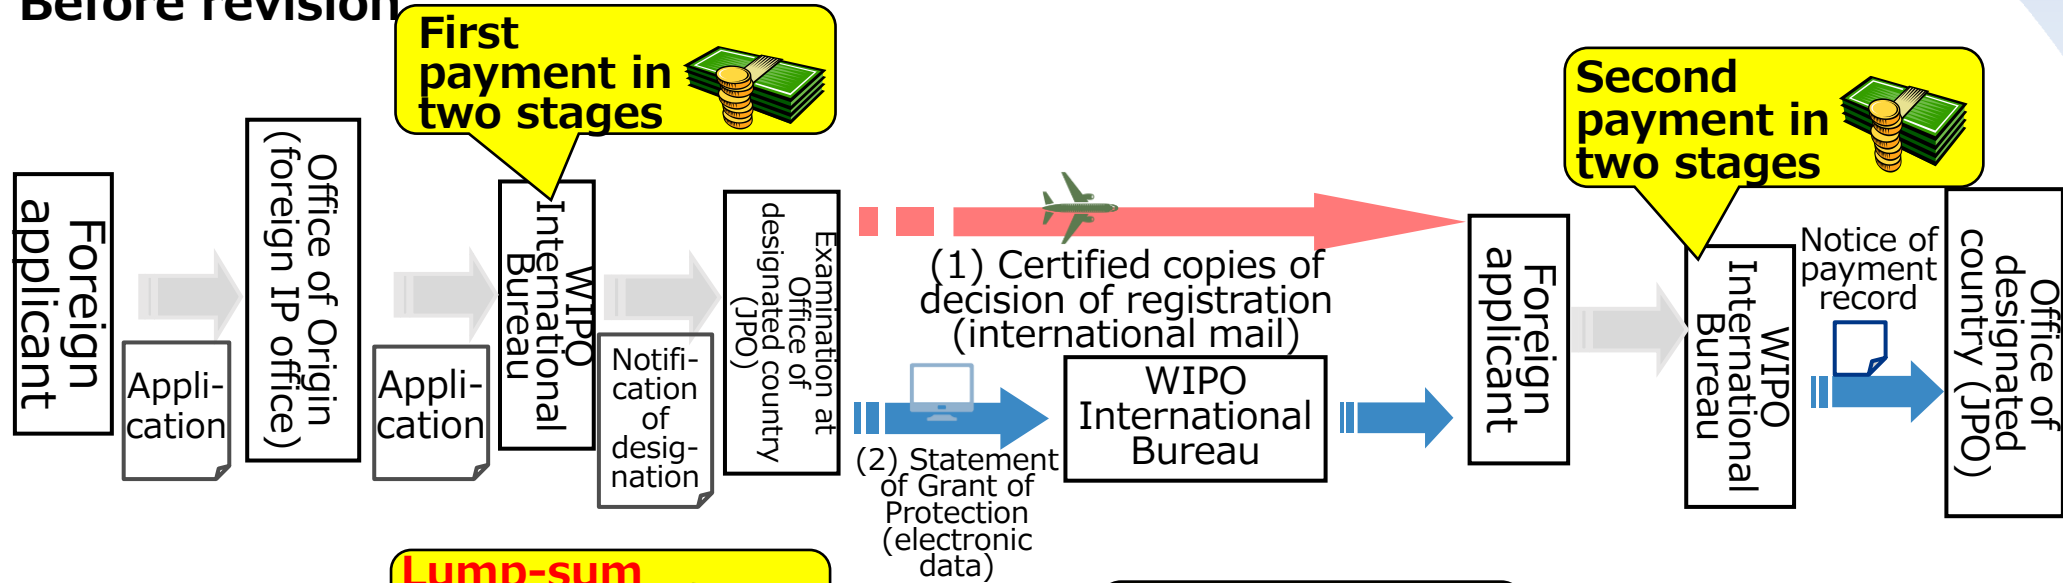 Before revision
First
payment in
two stages
Second
payment in
two stages
Foreign
applicant
Appli-
cation
Office of Origin
(foreign IP office)
Appli-
cation
WIPO
International
Bureau
Notifi-
cation
of
desig-
nation
Examination at
Office of
designated country
(JPO)
(1) Certified copies of
decision of registration
(international mail)
(2) Statement
of Grant of
Protection
(electronic
data)
WIPO
International
Bureau
Foreign
applicant
WIPO
International
Bureau
Notice of
payment
record
Office of
designated
country (JPO)
Lump-sum